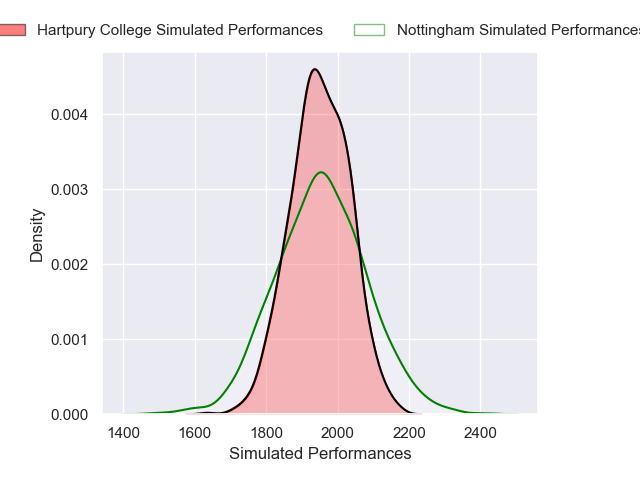 Hartpury College Simulated Performances
Nottingham Simulated Performances
0.004
0.003
0.002
0.001
0.000
Density
1400 1600 1800 2000 2200 2400
Simulated Performances